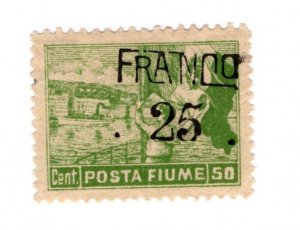 FRANCO
. 25 .
Cent. POSTA FIUME 50